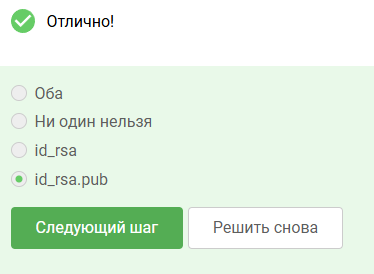 Отлично!
Оба
Ни один нельзя
id_rsa
id_rsa.pub
Следующий шаг
Решить снова